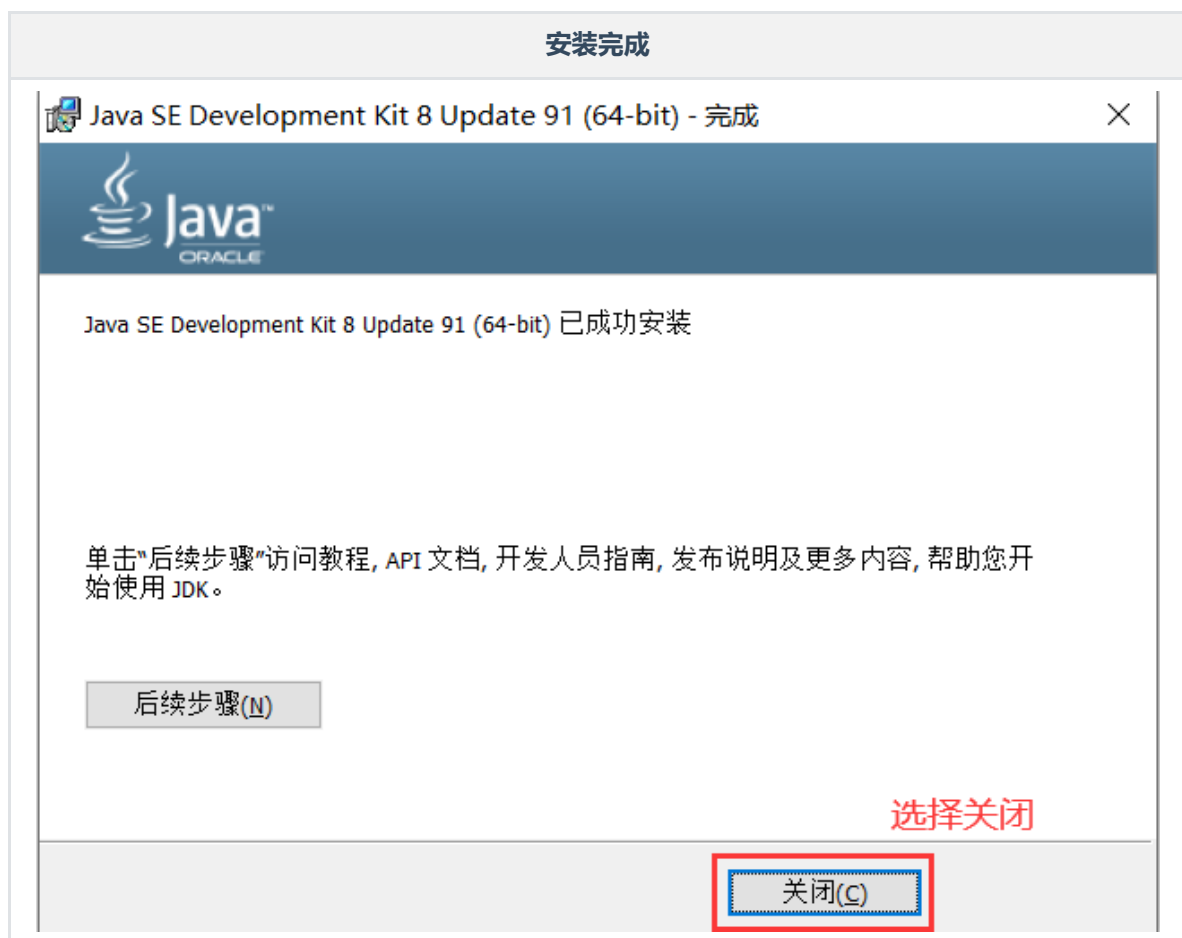 安装完成
Java SE Development Kit 8 Update 91 (64-bit) - 完成
Java™
ORACLE
Java SE Development Kit 8 Update 91 (64-bit) 已成功安装
单击"后续步骤"访问教程, API 文档, 开发人员指南, 发布说明及更多内容, 帮助您开
始使用 JDK。
后续步骤(N)
选择关闭
关闭(C)